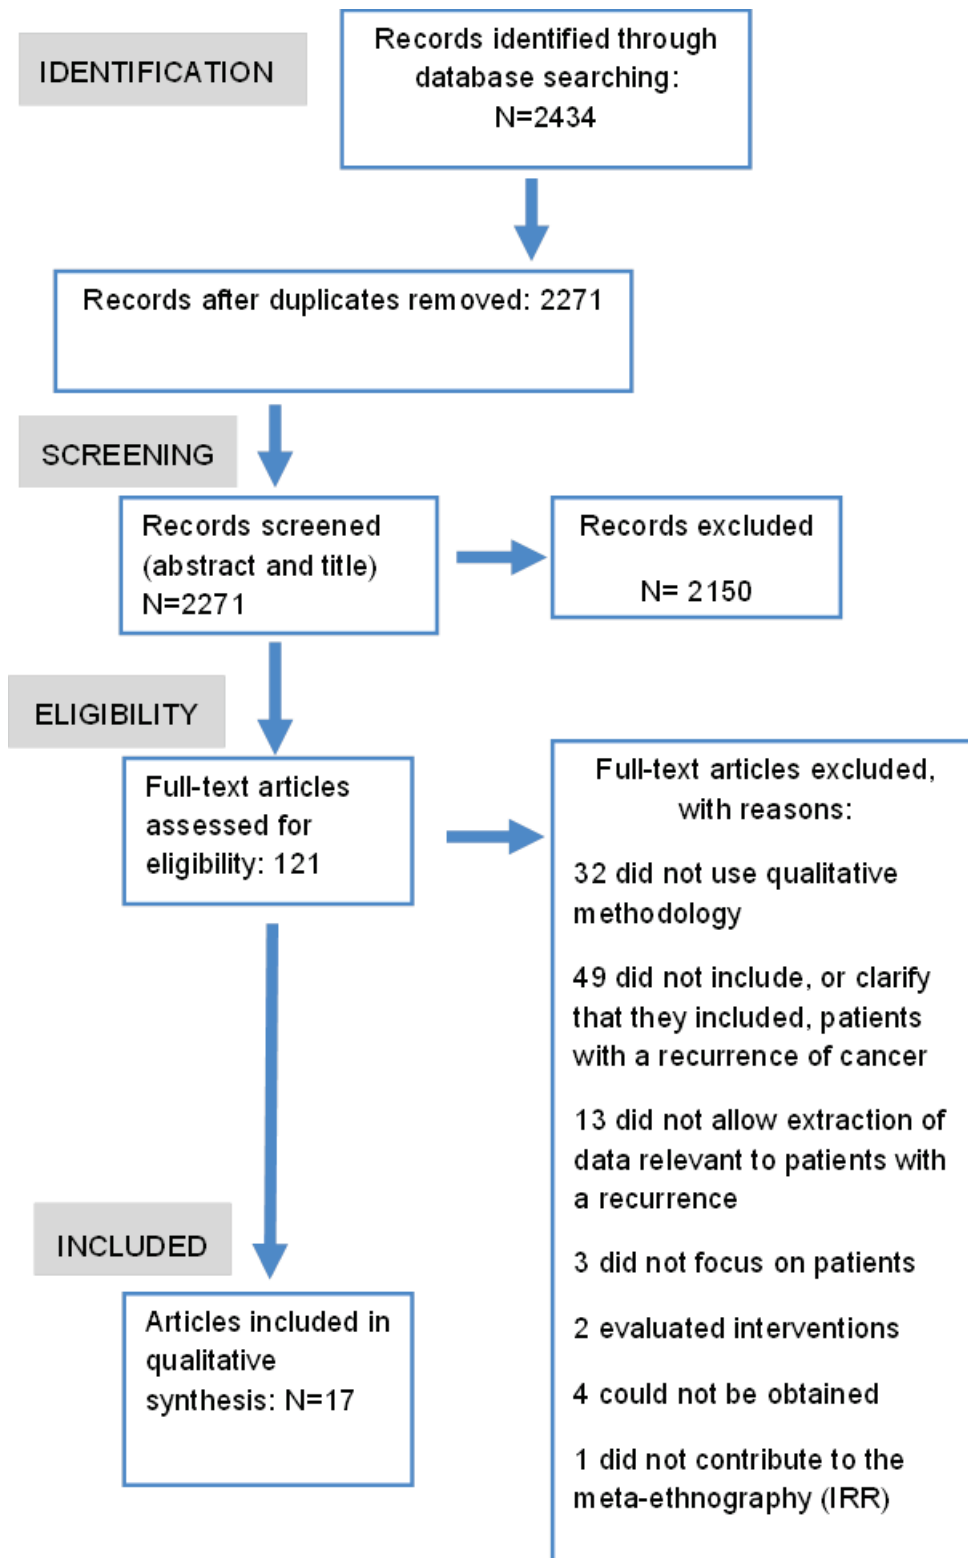 IDENTIFICATION
Records identified through
database searching:
N=2434
Records after duplicates removed: 2271
SCREENING
Records screened
(abstract and title)
N=2271
Records excluded
N= 2150
ELIGIBILITY
Full-text articles
assessed for
eligibility: 121
Full-text articles excluded,
with reasons:
32 did not use qualitative
methodology
49 did not include, or clarify
that they included, patients
with a recurrence of cancer
13 did not allow extraction of
data relevant to patients with
a recurrence
3 did not focus on patients
2 evaluated interventions
4 could not be obtained
1 did not contribute to the
meta-ethnography (IRR)
INCLUDED
Articles included in
qualitative
synthesis: N=17